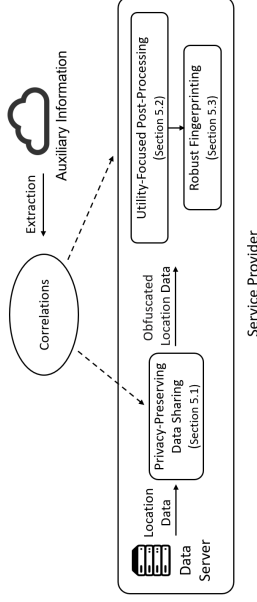 Auxiliary Information
Extraction
Correlations
Data
Server
Location
Data
Privacy-Preserving
Data Sharing
(Section 5.1)
Obfuscated
Location Data
Utility-Focused Post-Processing
(Section 5.2)
Robust Fingerprinting
(Section 5.3)
Service Provider